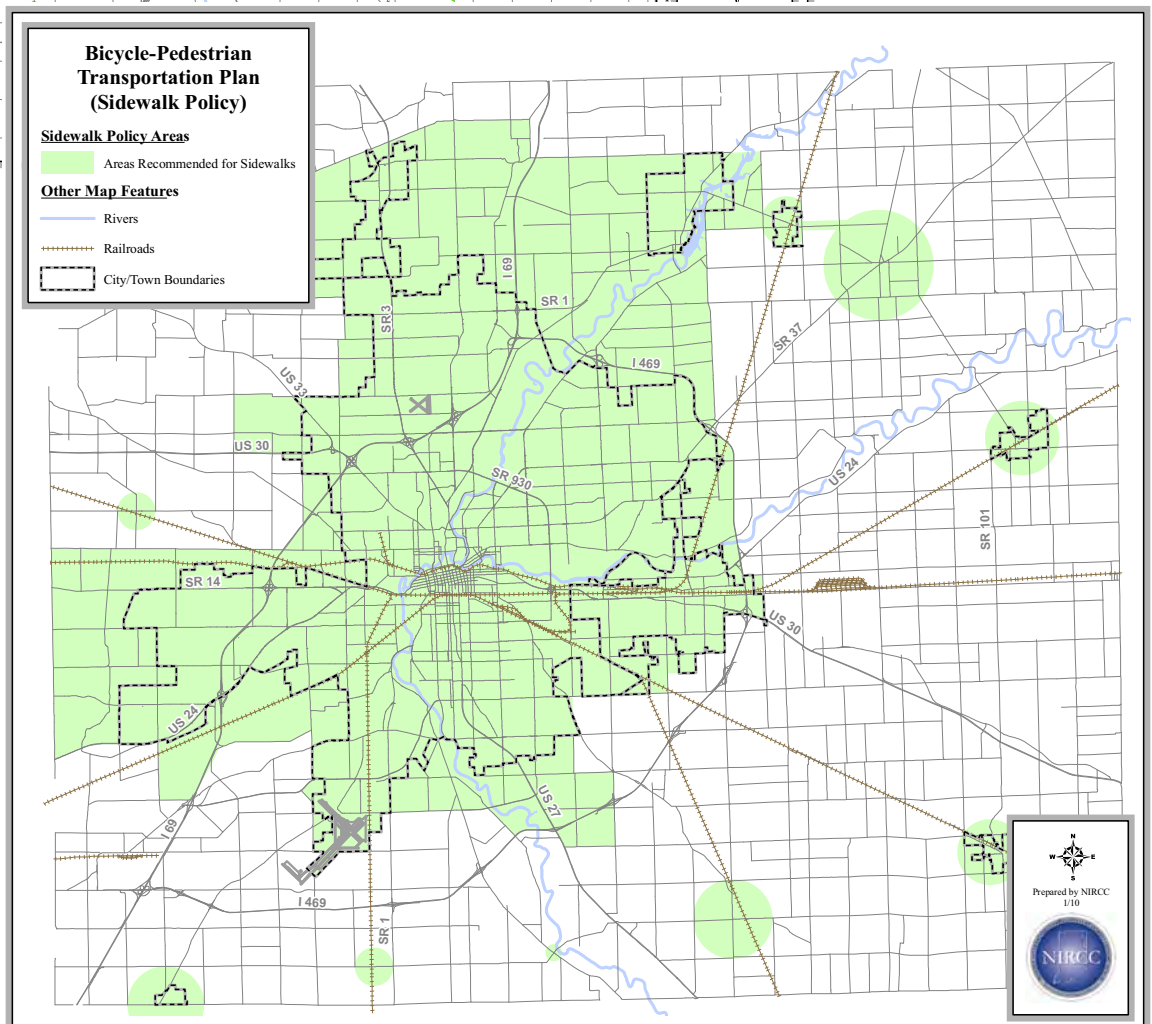 Bicycle-Pedestrian
Transportation Plan
(Sidewalk Policy)
Sidewalk Policy Areas
Areas Recommended for Sidewalks
Other Map Features
Rivers
Railroads
City/Town Boundaries
I 69
SR 1
SR 3
SR 37
I 469
US 33
US 30
SR 930
US 24
SR 101
SR 14
US 30
US 24
US 27
I 69
I 469
SR 1
N
W
E
S
Prepared by NIRCC
1/10
NIRCC